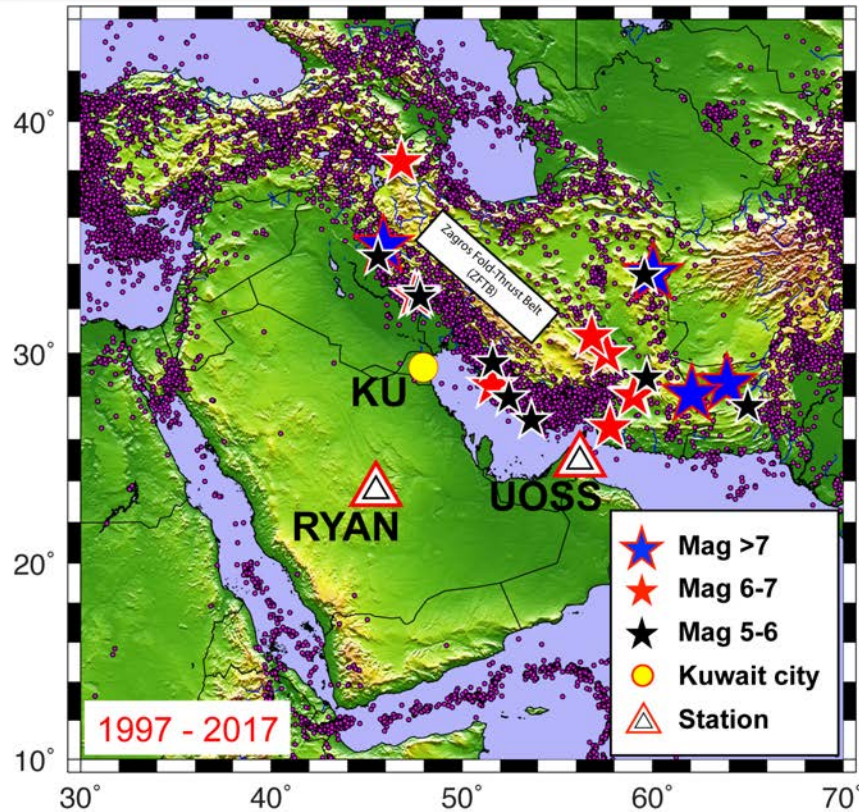 40°
30°
20°
10°
30°
40°
50°
60°
70°
Zagros Fold-Thrust Belt
(ZFTB)
KU
RYAN
UOSS
Mag >7
Mag 6-7
Mag 5-6
Kuwait city
Station
1997 - 2017